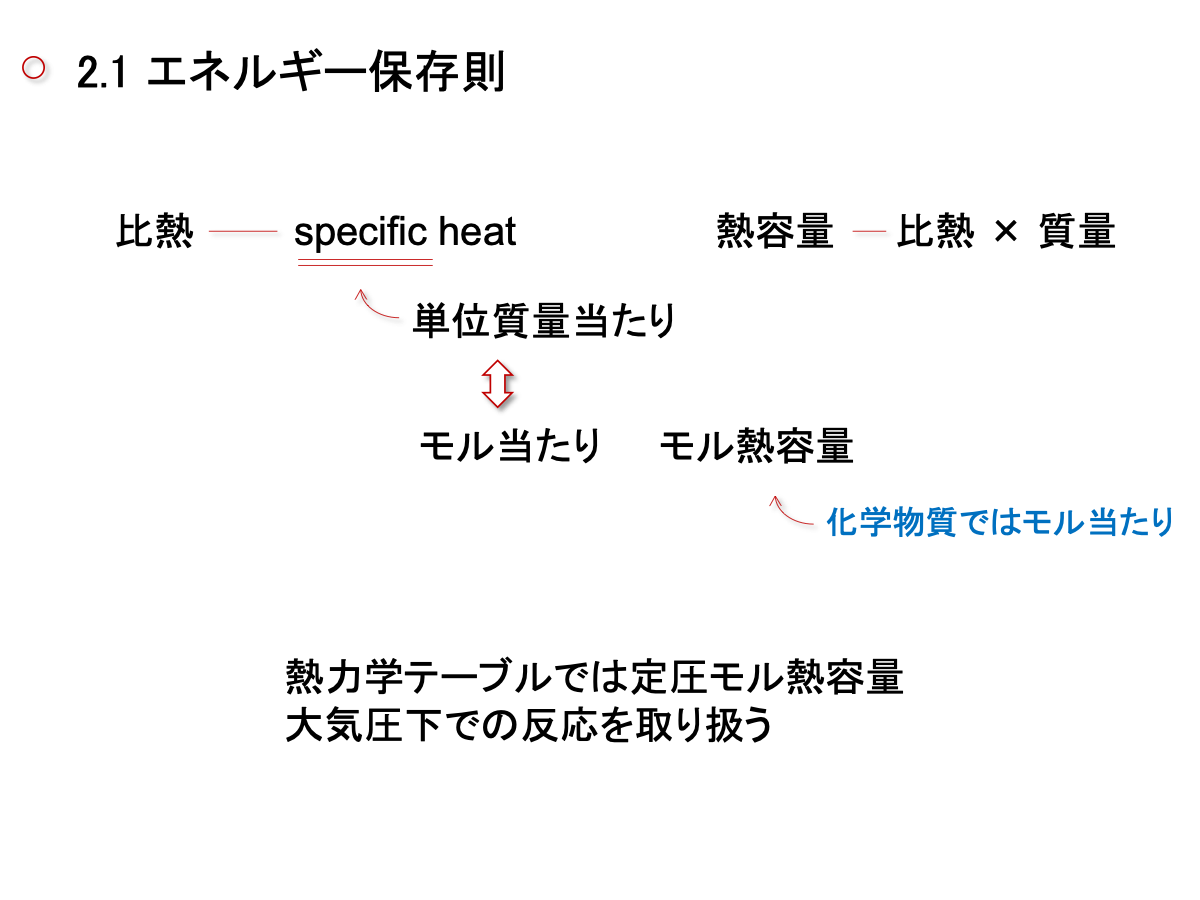 2.1 エネルギー保存則
比熱 specific heat
熱容量 比熱 × 質量
単位質量当たり
モル当たり モル熱容量
化学物質ではモル当たり
熱力学テーブルでは定圧モル熱容量
大気圧下での反応を取り扱う